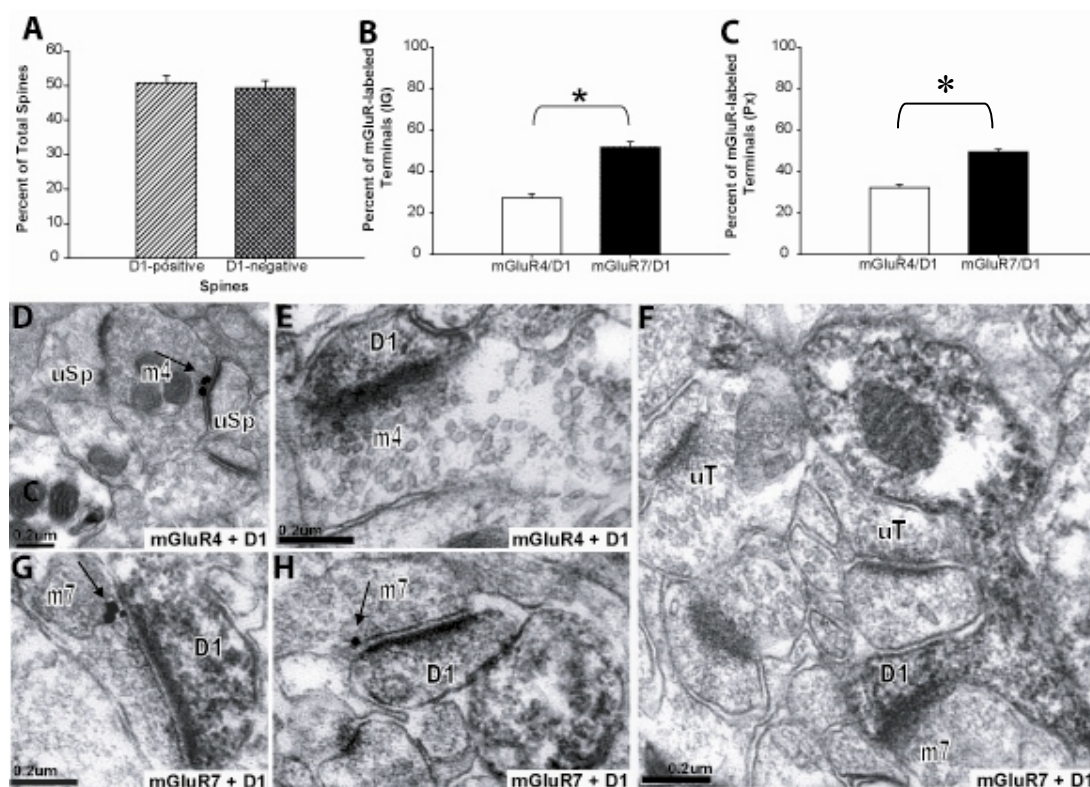 A
Percent of Total Spines
60
50
40
30
20
10
0
D1-positive
D1-negative
Spines
B
Percent of mGluR-labeled
Terminals (IG)
100
80
60
40
20
0
*
mGluR4/D1
mGluR7/D1
C
Percent of mGluR-labeled
Terminals (Px)
100
80
60
40
20
0
*
mGluR4/D1
mGluR7/D1
D
uSp
m4
uSp
C
0.2um
mGluR4 + D1
E
D1
m4
0.2um
mGluR4 + D1
F
uT
uT
D1
m7
0.2um
mGluR7 + D1
G
m7
D1
0.2um
mGluR7 + D1
H
m7
D1
mGluR7 + D1